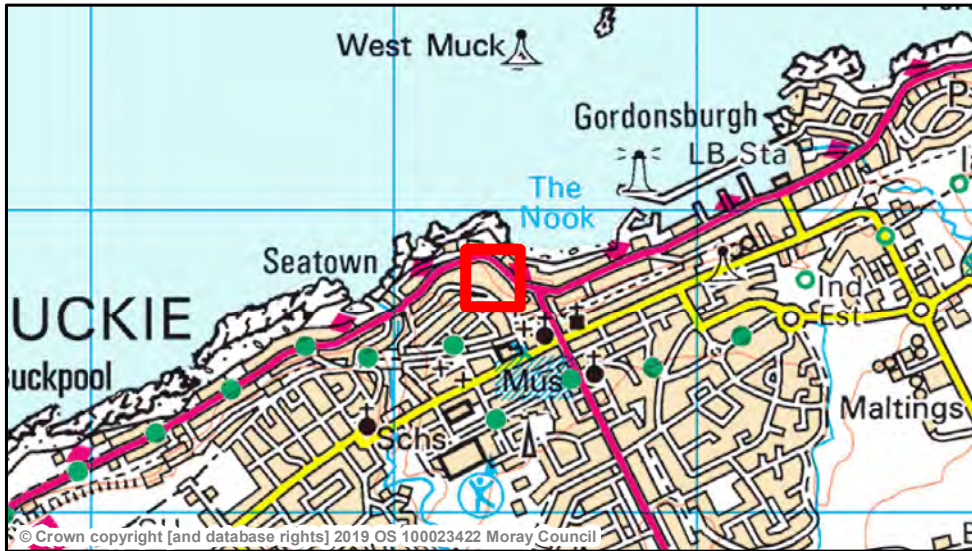 West Muck
Gordonsburgh
LB Sta
The
Nook
Seatown
UCKIE
uckpool
Ind
Est
Mus
Schs
Maltings
© Crown copyright [and database rights] 2019 OS 100023422 Moray Council